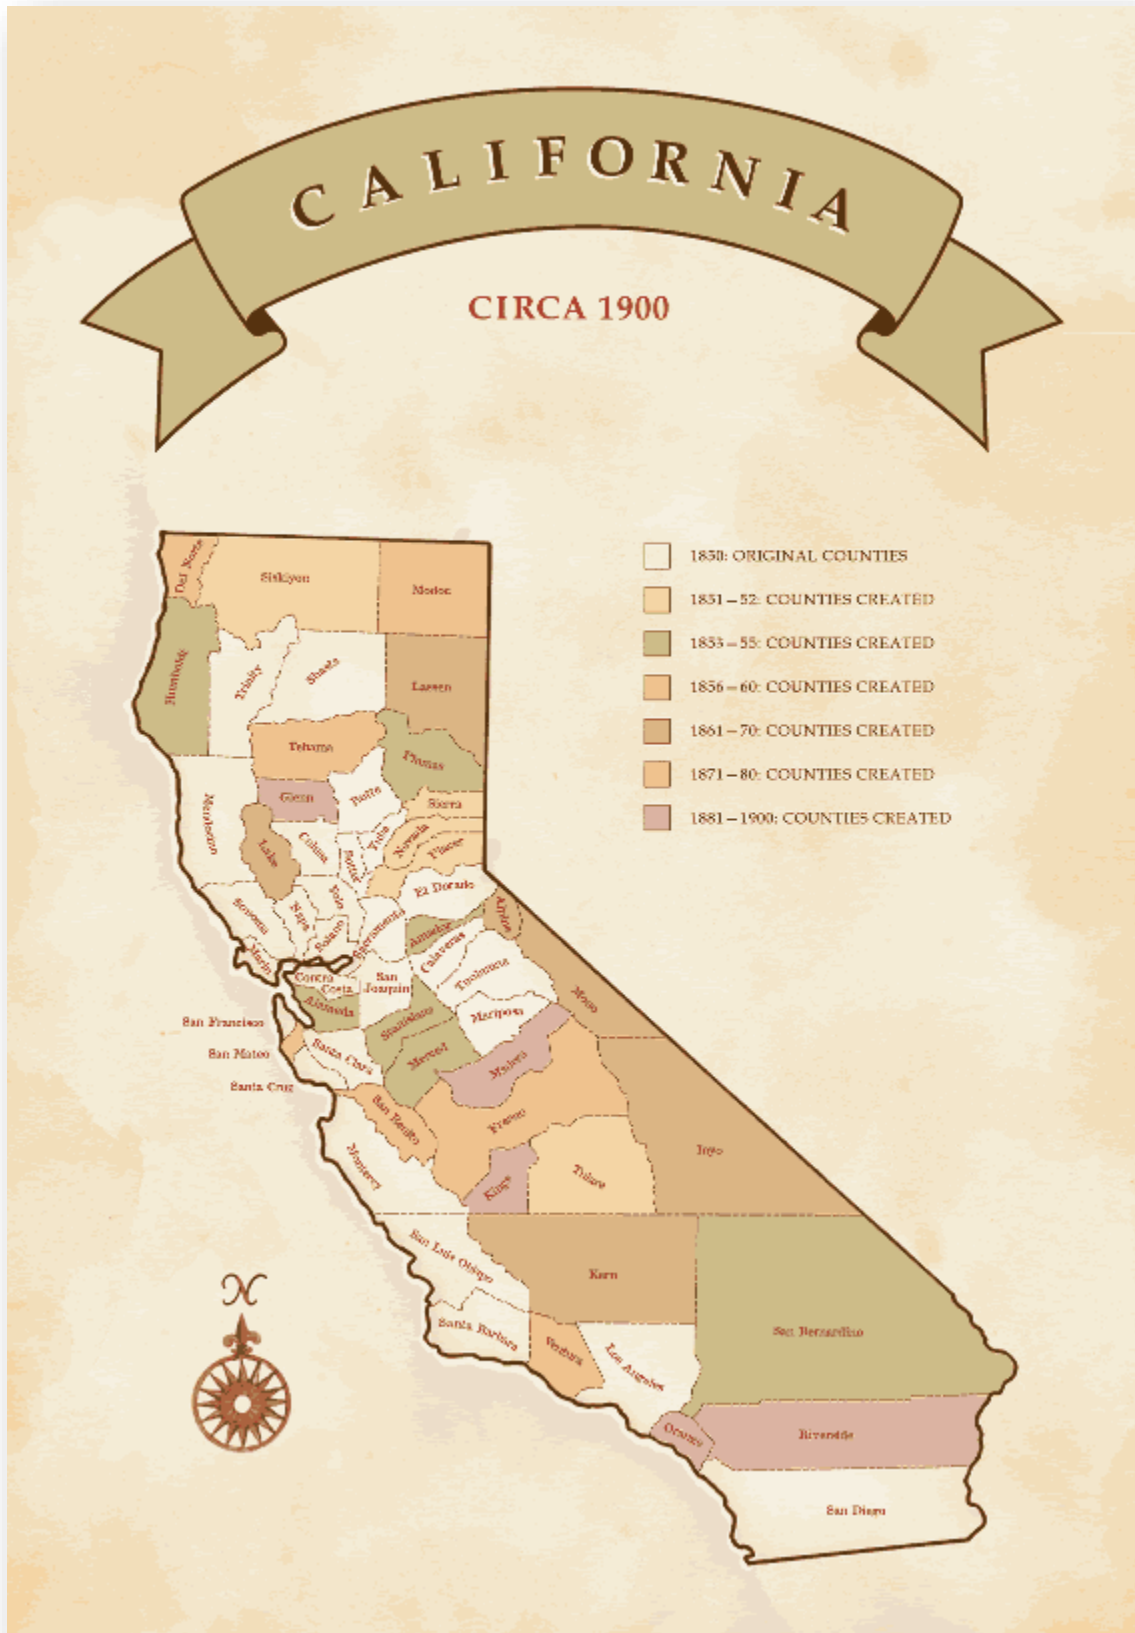 CALIFORNIA
CIRCA 1900
1850: ORIGINAL COUNTIES
1851–52: COUNTIES CREATED
1853–55: COUNTIES CREATED
1856–60: COUNTIES CREATED
1861–70: COUNTIES CREATED
1871–80: COUNTIES CREATED
1881–1900: COUNTIES CREATED
Del Norte
Siskiyou
Modoc
Humboldt
Trinity
Shasta
Lassen
Tehama
Plumas
Mendocino
Glenn
Butte
Sierra
Lake
Colusa
Sutter
Yuba
Nevada
Placer
Sonoma
Napa
Yolo
Solano
Sacramento
El Dorado
Alpine
Marin
Amador
Calaveras
Tuolumne
Mono
Contra
Costa
San
Joaquin
Alameda
Stanislaus
Mariposa
San Francisco
San Mateo
Santa Cruz
Santa Clara
Merced
Madera
San Benito
Fresno
Monterey
Kings
Tulare
Inyo
San Luis Obispo
Kern
San Bernardino
Santa Barbara
Ventura
Los Angeles
Orange
Riverside
San Diego
N